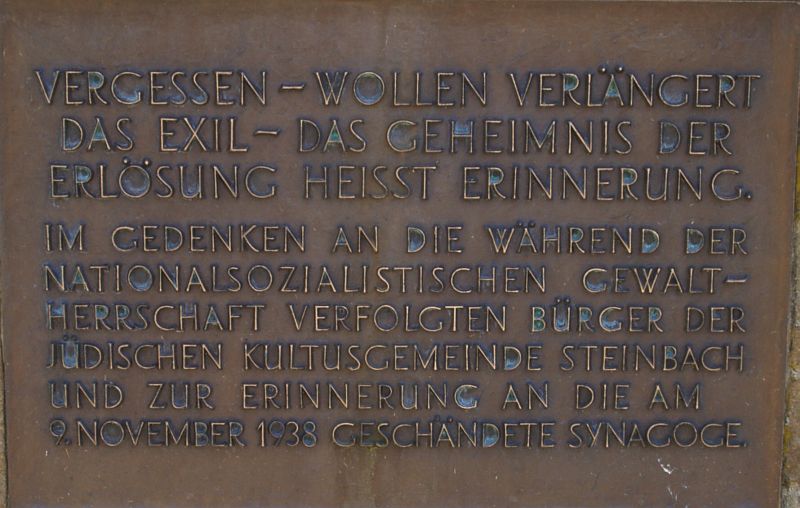 VERGESSEN – WOLLEN VERLÄNGERT
DAS EXIL – DAS GEHEIMNIS DER
ERLÖSUNG HEISST ERINNERUNG.
IM GEDENKEN AN DIE WÄHREND DER
NATIONALSOZIALISTISCHEN GEWALT-
HERRSCHAFT VERFOLGTEN BÜRGER DER
JÜDISCHEN KULTUSGEMEINDE STEINBACH
UND ZUR ERINNERUNG AN DIE AM
9. NOVEMBER 1938 GESCHÄNDETE SYNAGOGE.